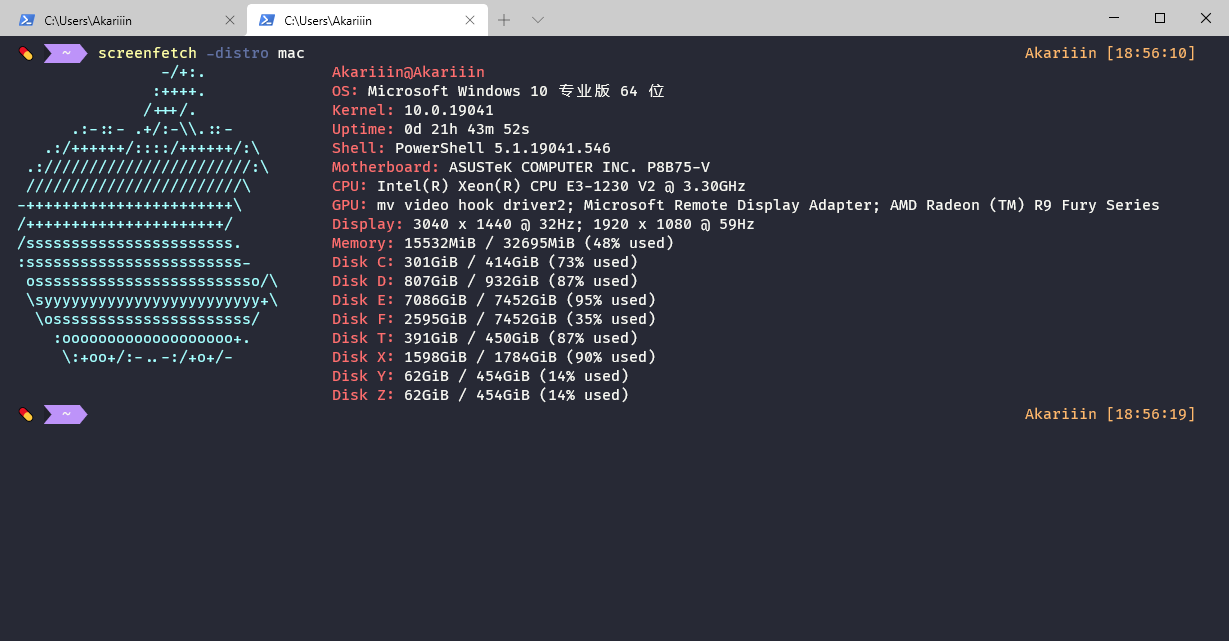 C:\Users\Akariiin
C:\Users\Akariiin
~ screenfetch -distro mac Akariiin [18:56:10]
-/+:. Akariiin@Akariiin
:++++. OS: Microsoft Windows 10 专业版 64 位
/+++/. Kernel: 10.0.19041
.:-::- .+/:-\\.::- Uptime: 0d 21h 43m 52s
.:/++++++/::::/++++++/:\ Shell: PowerShell 5.1.19041.546
.:///////////////////////:\ Motherboard: ASUSTeK COMPUTER INC. P8B75-V
////////////////////////\ CPU: Intel(R) Xeon(R) CPU E3-1230 V2 @ 3.30GHz
-+++++++++++++++++++++++\ GPU: mv video hook driver2; Microsoft Remote Display Adapter; AMD Radeon (TM) R9 Fury Series
/++++++++++++++++++++++/ Display: 3040 x 1440 @ 32Hz; 1920 x 1080 @ 59Hz
/sssssssssssssssssssssss. Memory: 15532MiB / 32695MiB (48% used)
:ssssssssssssssssssssssss- Disk C: 301GiB / 414GiB (73% used)
osssssssssssssssssssssssso/\ Disk D: 807GiB / 932GiB (87% used)
\syyyyyyyyyyyyyyyyyyyyyyyy+\ Disk E: 7086GiB / 7452GiB (95% used)
\ossssssssssssssssssssss/ Disk F: 2595GiB / 7452GiB (35% used)
:ooooooooooooooooooo+. Disk T: 391GiB / 450GiB (87% used)
\:+oo+/:-..-:/+o+/- Disk X: 1598GiB / 1784GiB (90% used)
Disk Y: 62GiB / 454GiB (14% used)
Disk Z: 62GiB / 454GiB (14% used)
~ Akariiin [18:56:19]